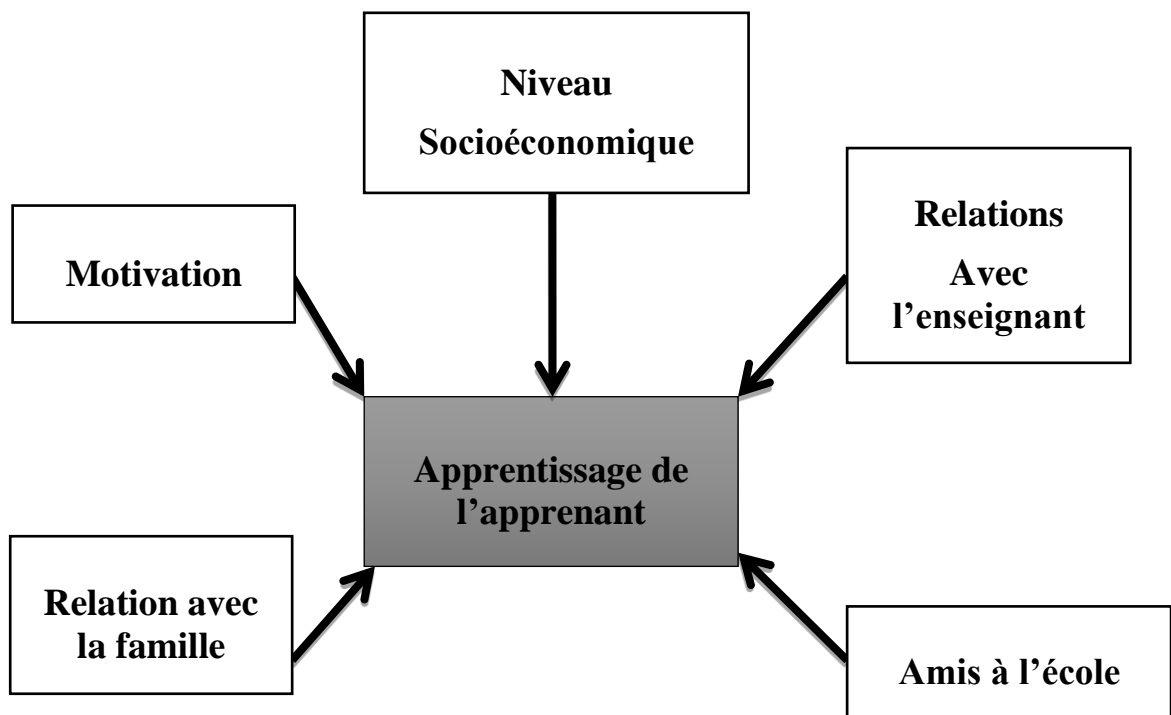 Niveau
Socioéconomique
Relations
Avec
l’enseignant
Motivation
Apprentissage de
l’apprenant
Relation avec
la famille
Amis à l’école